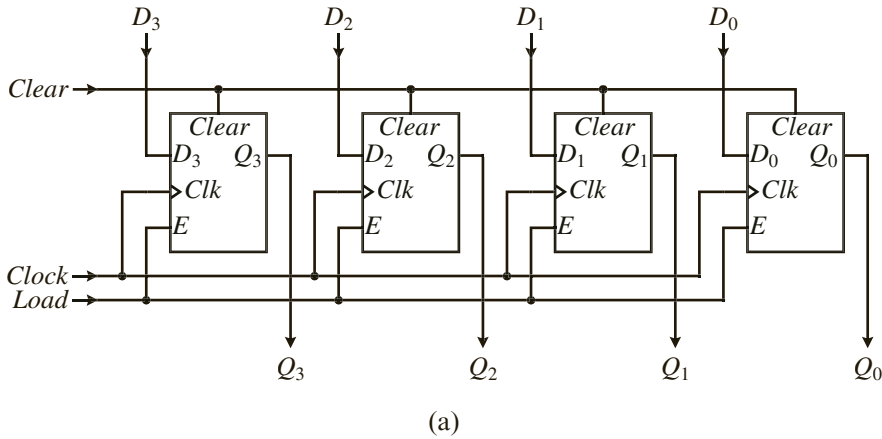 D3 D2 D1 D0
Clear
Clear Clear Clear Clear
D3 Q3 D2 Q2 D1 Q1 D0 Q0
Clk Clk Clk Clk
E E E E
Clock
Load
Q3 Q2 Q1 Q0
(a)